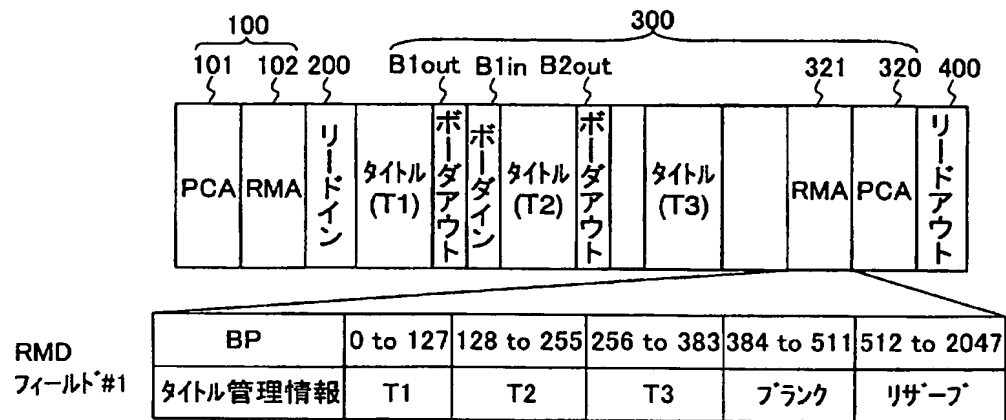 100
300
101 102 200 B1out B1in B2out 321 320 400
PCA
RMA
リードイン
タイトル
(T1)
ボーダアウト
ボーダイン
タイトル
(T2)
ボーダアウト
タイトル
(T3)
RMA
PCA
リードアウト
RMD
フィールド#1
BP 0 to 127 128 to 255 256 to 383 384 to 511 512 to 2047
タイトル管理情報 T1 T2 T3 ブランク リザーブ